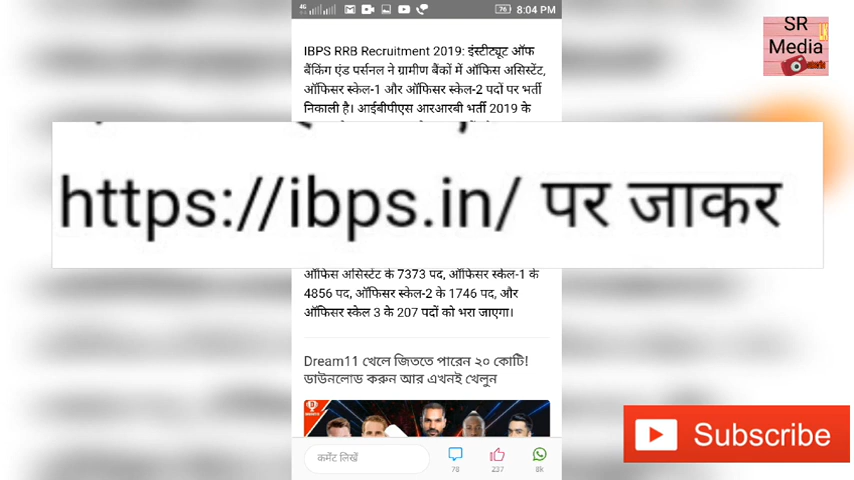 4G
76
8:04 PM
SR
Media
IBPS RRB Recruitment 2019: इंस्टीट्यूट ऑफ
बैंकिंग एंड पर्सनल ने ग्रामीण बैंकों में ऑफिस असिस्टेंट,
ऑफिसर स्केल-1 और ऑफिसर स्केल-2 पदों पर भर्ती
निकाली है। आईबीपीएस आरआरबी भर्ती 2019 के
https://ibps.in/ पर जाकर
ऑफिस असिस्टेंट के 7373 पद, ऑफिसर स्केल-1 के
4856 पद, ऑफिसर स्केल-2 के 1746 पद, और
ऑफिसर स्केल 3 के 207 पदों को भरा जाएगा।
Dream11 খেলে জিততে পারেন ২০ কোটি!
ডাউনলোড করুন আর এখনই খেলুন
Subscribe
कमेंट लिखें
78
237
8k